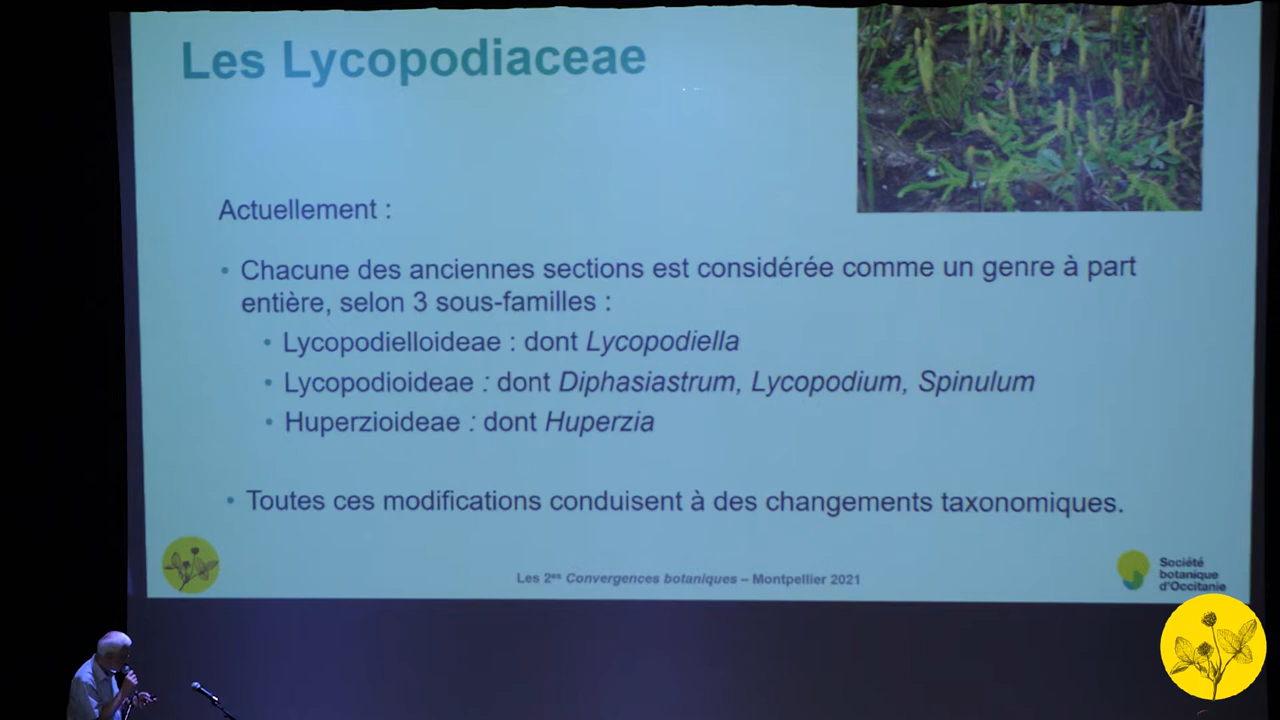 Les Lycopodiaceae
Actuellement :
• Chacune des anciennes sections est considérée comme un genre à part
entière, selon 3 sous-familles :
• Lycopodielloideae : dont Lycopodiella
• Lycopodioideae : dont Diphasiastrum, Lycopodium, Spinulum
• Huperzioideae : dont Huperzia
• Toutes ces modifications conduisent à des changements taxonomiques.
Les 2es Convergences botaniques – Montpellier 2021
Société
botanique
d'Occitanie